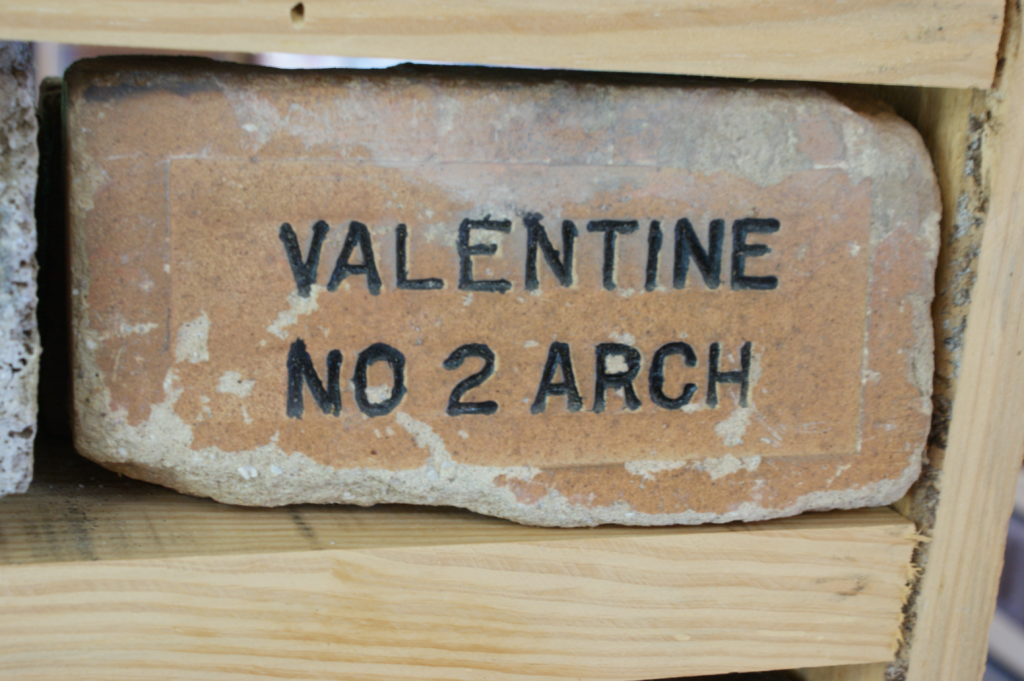 VALENTINE
NO 2 ARCH